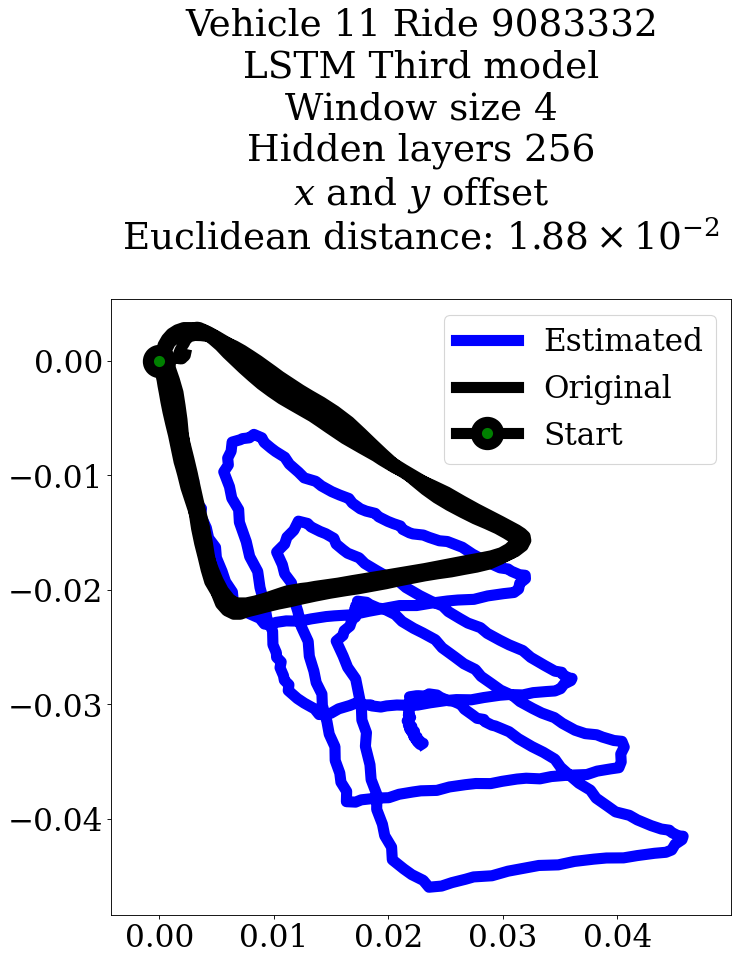 Vehicle 11 Ride 9083332
LSTM Third model
Window size 4
Hidden layers 256
x and y offset
Euclidean distance: 1.88 × 10⁻²
Estimated
Original
Start
0.00
−0.01
−0.02
−0.03
−0.04
0.00 0.01 0.02 0.03 0.04